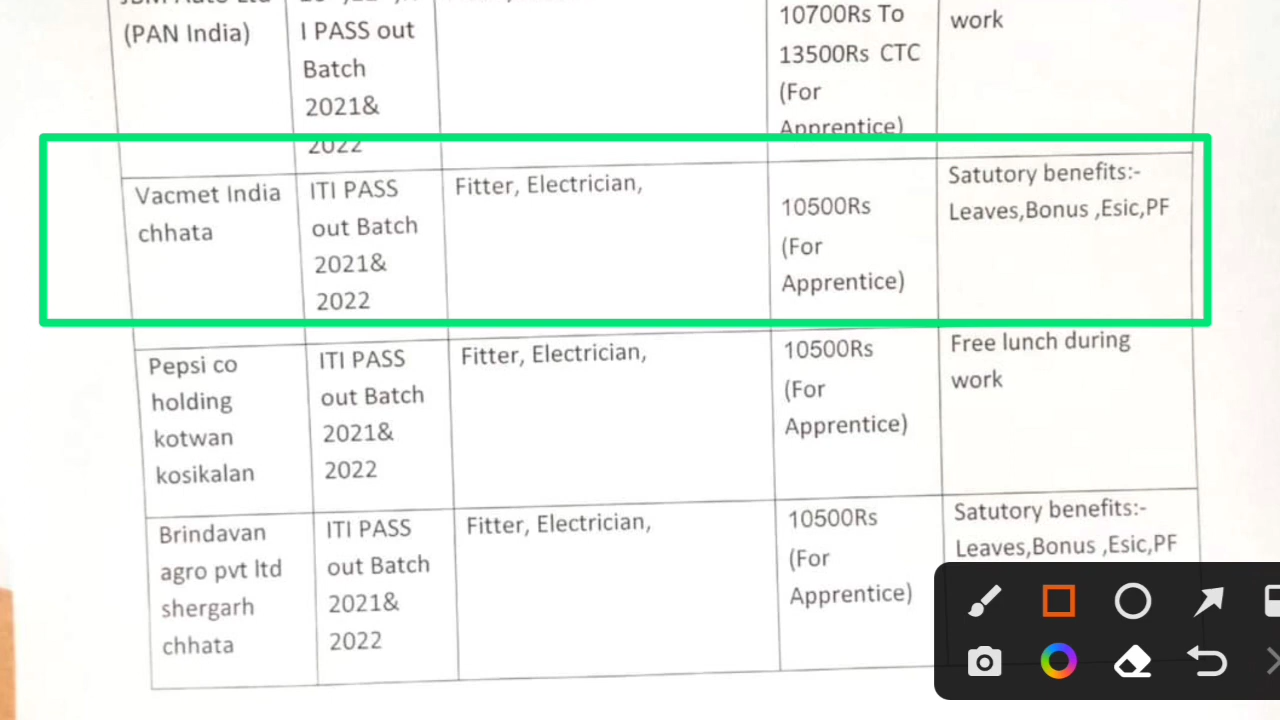 (PAN India)
I PASS out
Batch
2021&
2022
10700Rs To
13500Rs CTC
(For
Apprentice)
work
Vacmet India
chhata
ITI PASS
out Batch
2021&
2022
Fitter, Electrician,
10500Rs
(For
Apprentice)
Satutory benefits:-
Leaves,Bonus ,Esic,PF
Pepsi co
holding
kotwan
kosikalan
ITI PASS
out Batch
2021&
2022
Fitter, Electrician,
10500Rs
(For
Apprentice)
Free lunch during
work
Brindavan
agro pvt ltd
shergarh
chhata
ITI PASS
out Batch
2021&
2022
Fitter, Electrician,
10500Rs
(For
Apprentice)
Satutory benefits:-
Leaves,Bonus ,Esic,PF